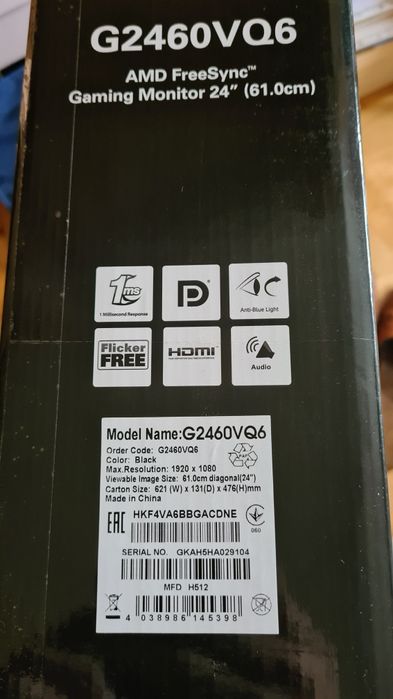 G2460VQ6
AMD FreeSync™
Gaming Monitor 24" (61.0cm)
1ms
1 Millisecond Response
Anti-Blue Light
Flicker
FREE
HDMI
Audio
Model Name:G2460VQ6
Order Code: G2460VQ6
Color: Black
Max.Resolution: 1920 x 1080
Viewable Image Size: 61.0cm diagonal(24")
Carton Size: 621 (W) x 131(D) x 476(H)mm
Made in China
EAC
HKF4VA6BBGACDNE
060
SERIAL NO. GKAH5HA029104
MFD H512
4 038986 145398